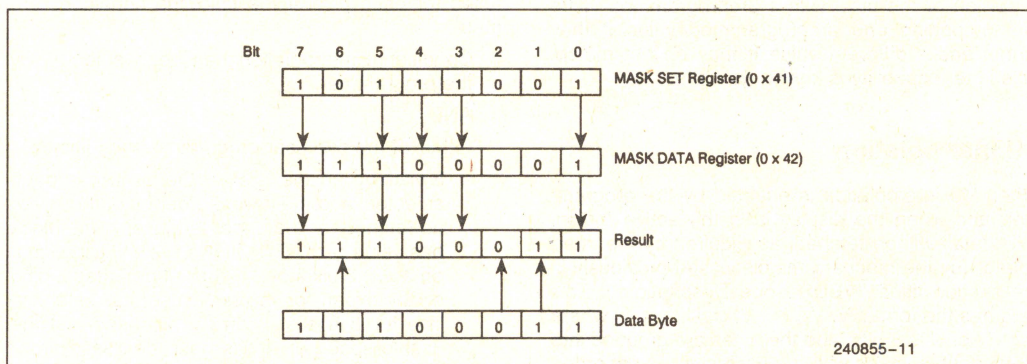 Bit 7 6 5 4 3 2 1 0
1 0 1 1 1 0 0 1 MASK SET Register (0 x 41)
1 1 1 0 0 0 0 1 MASK DATA Register (0 x 42)
1 1 1 0 0 0 1 1 Result
1 1 1 0 0 0 1 1 Data Byte
240855-11